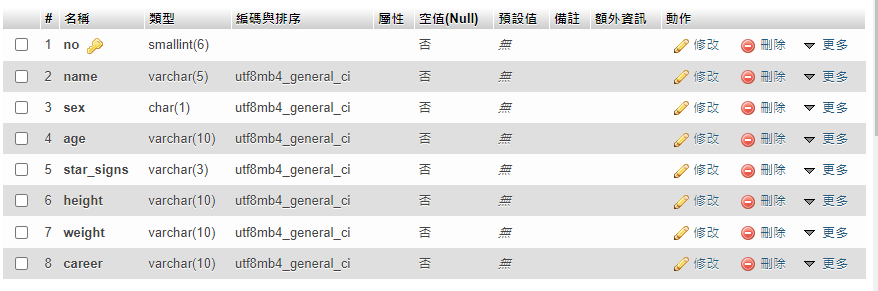 # 名稱 類型 編碼與排序 屬性 空值(Null) 預設值 備註 額外資訊 動作
1 no smallint(6) 否 無 修改 刪除 更多
2 name varchar(5) utf8mb4_general_ci 否 無 修改 刪除 更多
3 sex char(1) utf8mb4_general_ci 否 無 修改 刪除 更多
4 age varchar(10) utf8mb4_general_ci 否 無 修改 刪除 更多
5 star_signs varchar(3) utf8mb4_general_ci 否 無 修改 刪除 更多
6 height varchar(10) utf8mb4_general_ci 否 無 修改 刪除 更多
7 weight varchar(10) utf8mb4_general_ci 否 無 修改 刪除 更多
8 career varchar(10) utf8mb4_general_ci 否 無 修改 刪除 更多